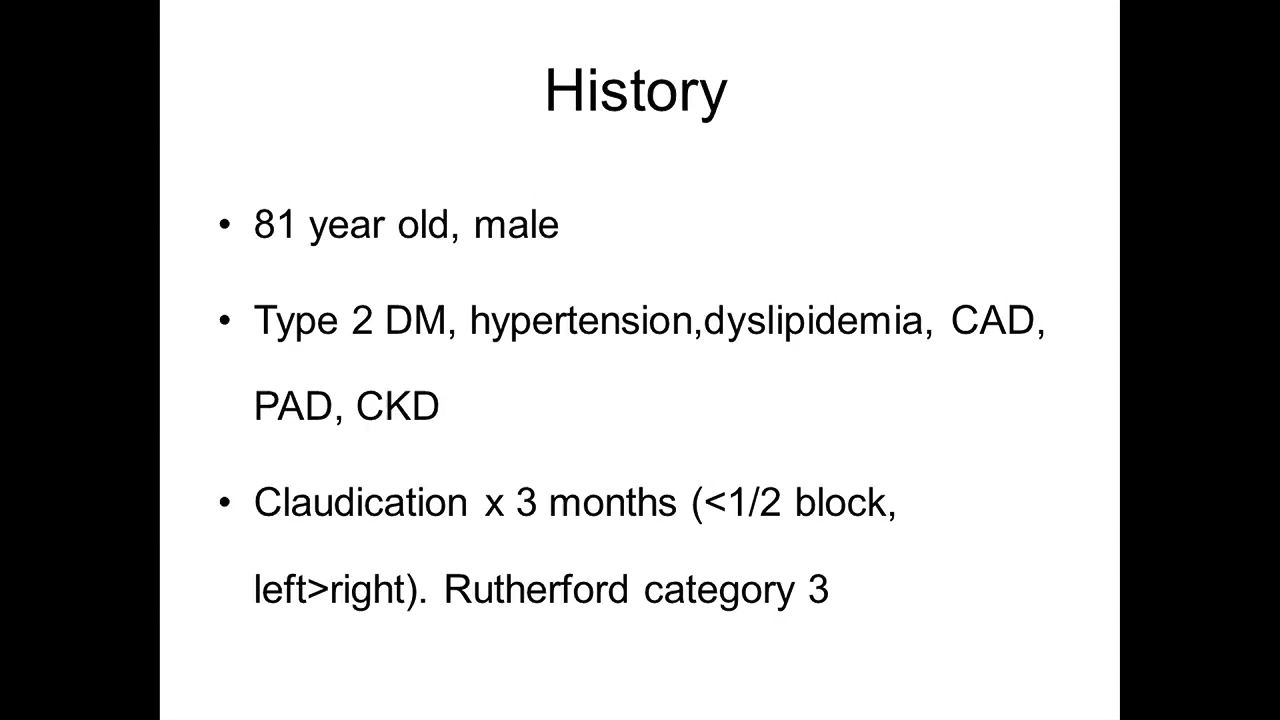 History
• 81 year old, male
• Type 2 DM, hypertension,dyslipidemia, CAD,
PAD, CKD
• Claudication x 3 months (<1/2 block,
left>right). Rutherford category 3